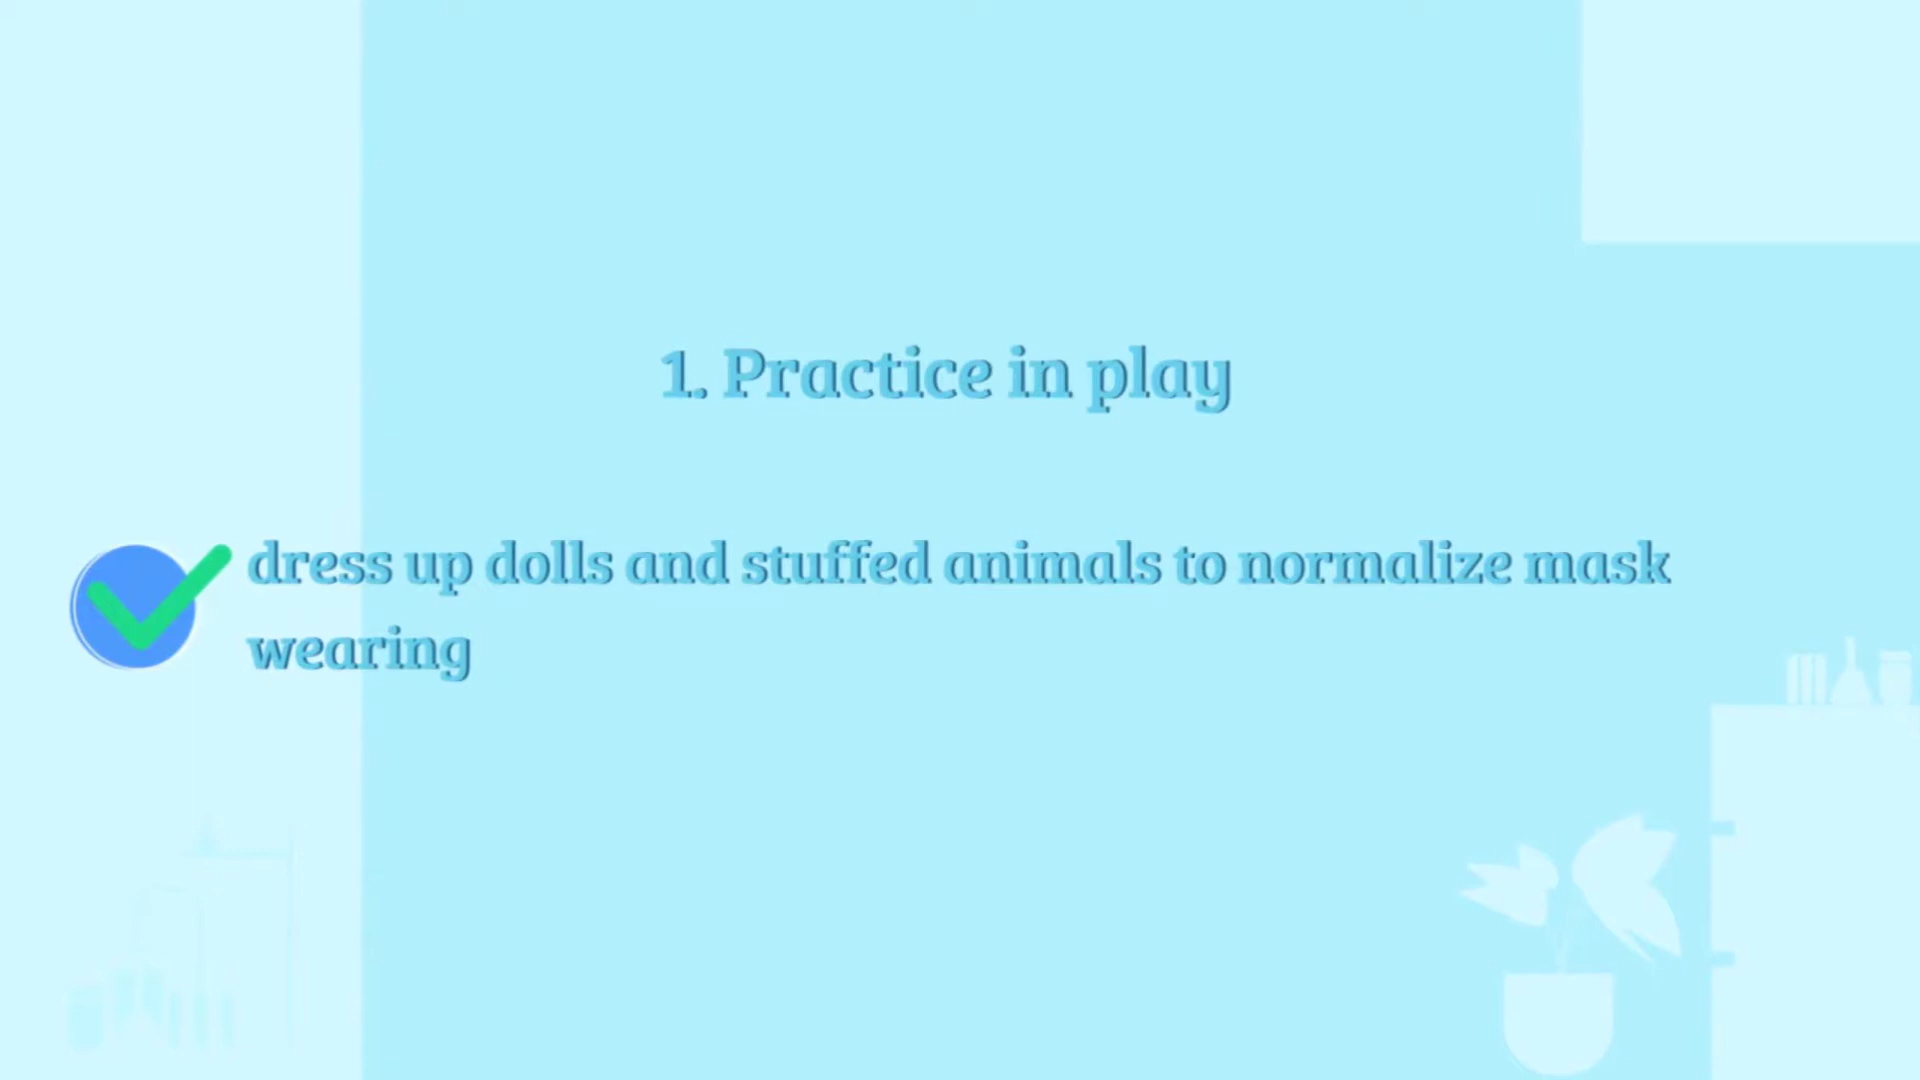 1. Practice in play
dress up dolls and stuffed animals to normalize mask
wearing